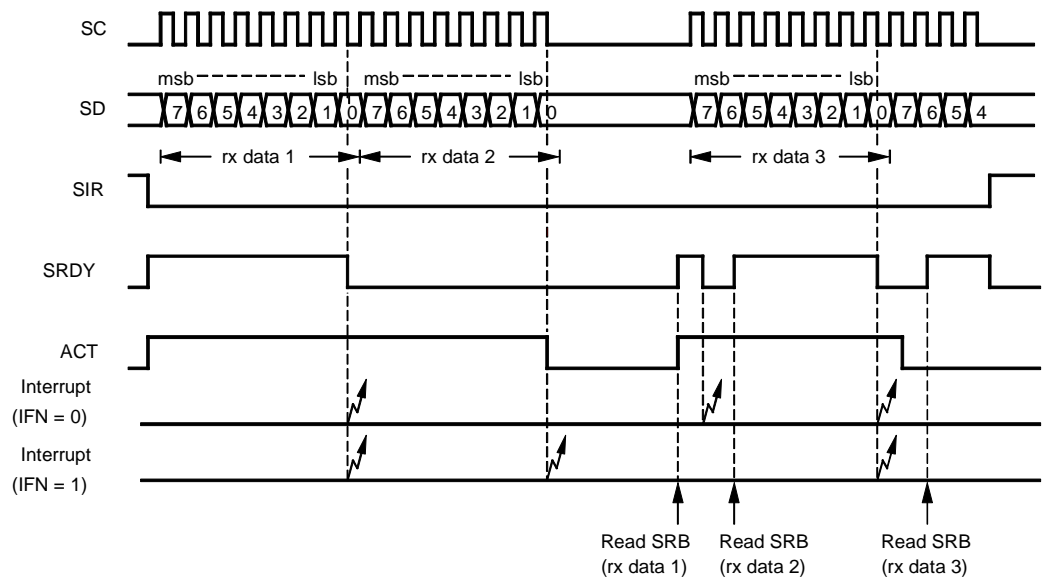 SC
msb lsb msb lsb msb lsb
SD 7 6 5 4 3 2 1 0 7 6 5 4 3 2 1 0 7 6 5 4 3 2 1 0 7 6 5 4
rx data 1 rx data 2 rx data 3
SIR
SRDY
ACT
Interrupt
(IFN = 0)
Interrupt
(IFN = 1)
Read SRB
(rx data 1)
Read SRB
(rx data 2)
Read SRB
(rx data 3)